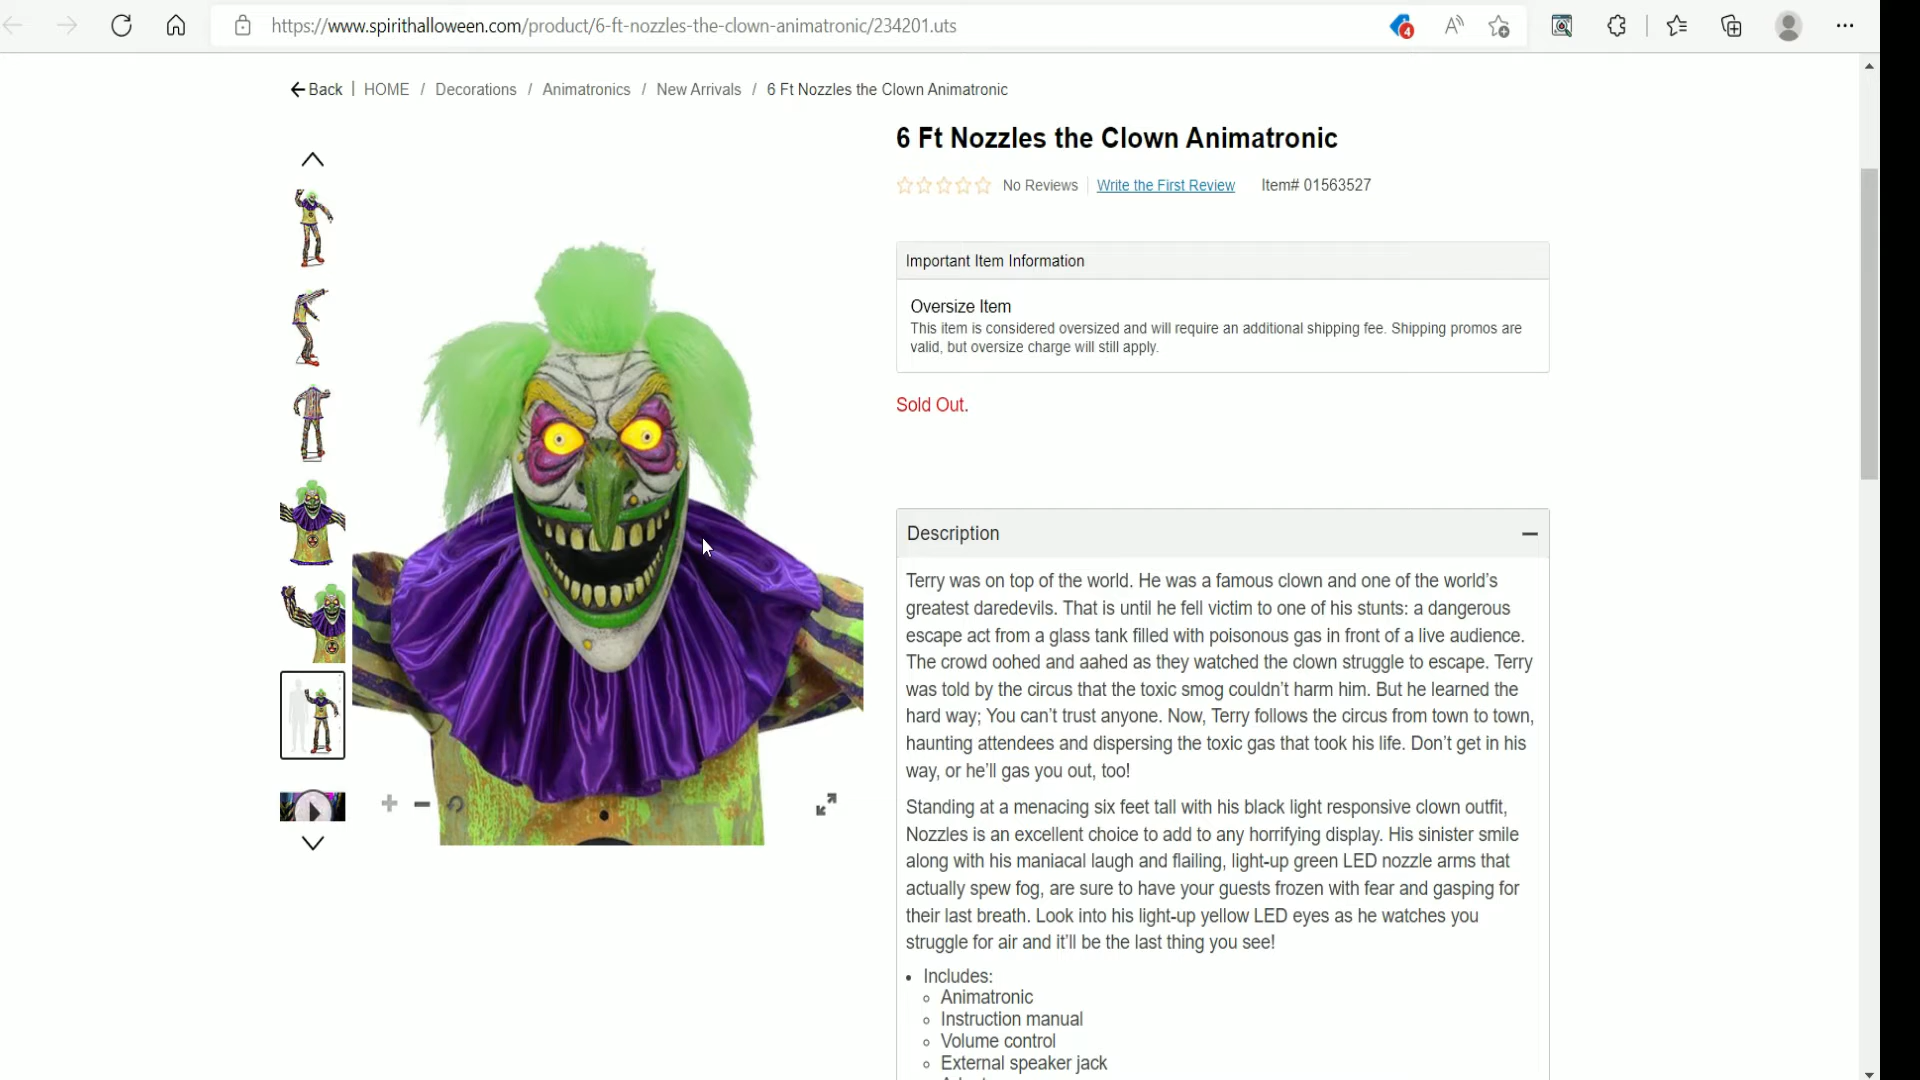 https://www.spirithalloween.com/product/6-ft-nozzles-the-clown-animatronic/234201.uts
4
Back | HOME / Decorations / Animatronics / New Arrivals / 6 Ft Nozzles the Clown Animatronic
6 Ft Nozzles the Clown Animatronic
No Reviews Write the First Review Item# 01563527
Important Item Information
Oversize Item
This item is considered oversized and will require an additional shipping fee. Shipping promos are
valid, but oversize charge will still apply.
Sold Out.
Description
Terry was on top of the world. He was a famous clown and one of the world's
greatest daredevils. That is until he fell victim to one of his stunts: a dangerous
escape act from a glass tank filled with poisonous gas in front of a live audience.
The crowd oohed and aahed as they watched the clown struggle to escape. Terry
was told by the circus that the toxic smog couldn't harm him. But he learned the
hard way; You can't trust anyone. Now, Terry follows the circus from town to town,
haunting attendees and dispersing the toxic gas that took his life. Don't get in his
way, or he'll gas you out, too!
Standing at a menacing six feet tall with his black light responsive clown outfit,
Nozzles is an excellent choice to add to any horrifying display. His sinister smile
along with his maniacal laugh and flailing, light-up green LED nozzle arms that
actually spew fog, are sure to have your guests frozen with fear and gasping for
their last breath. Look into his light-up yellow LED eyes as he watches you
struggle for air and it'll be the last thing you see!
Includes:
Animatronic
Instruction manual
Volume control
External speaker jack